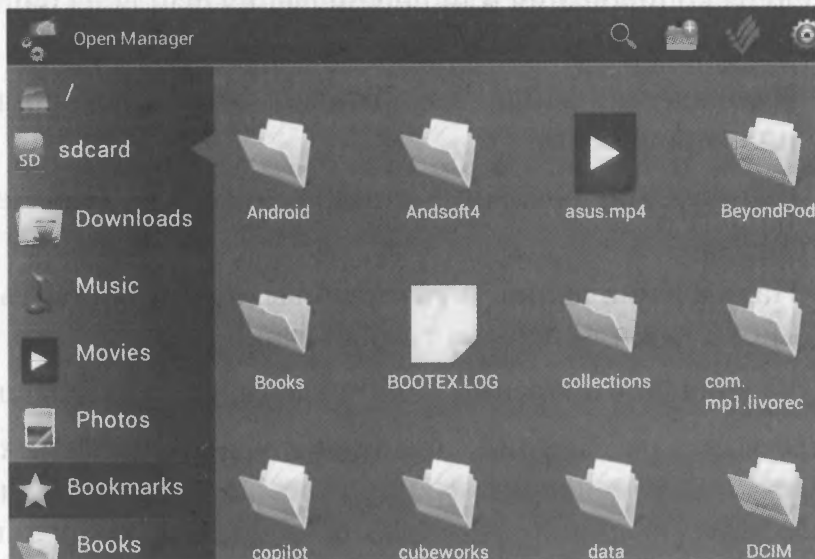 Open Manager
/
SD
sdcard
Downloads
Music
Movies
Photos
Bookmarks
Books
Android
Andsoft4
asus.mp4
BeyondPod
Books
BOOTEX.LOG
collections
com.
mp1.livorec
copilot
cubeworks
data
DCIM